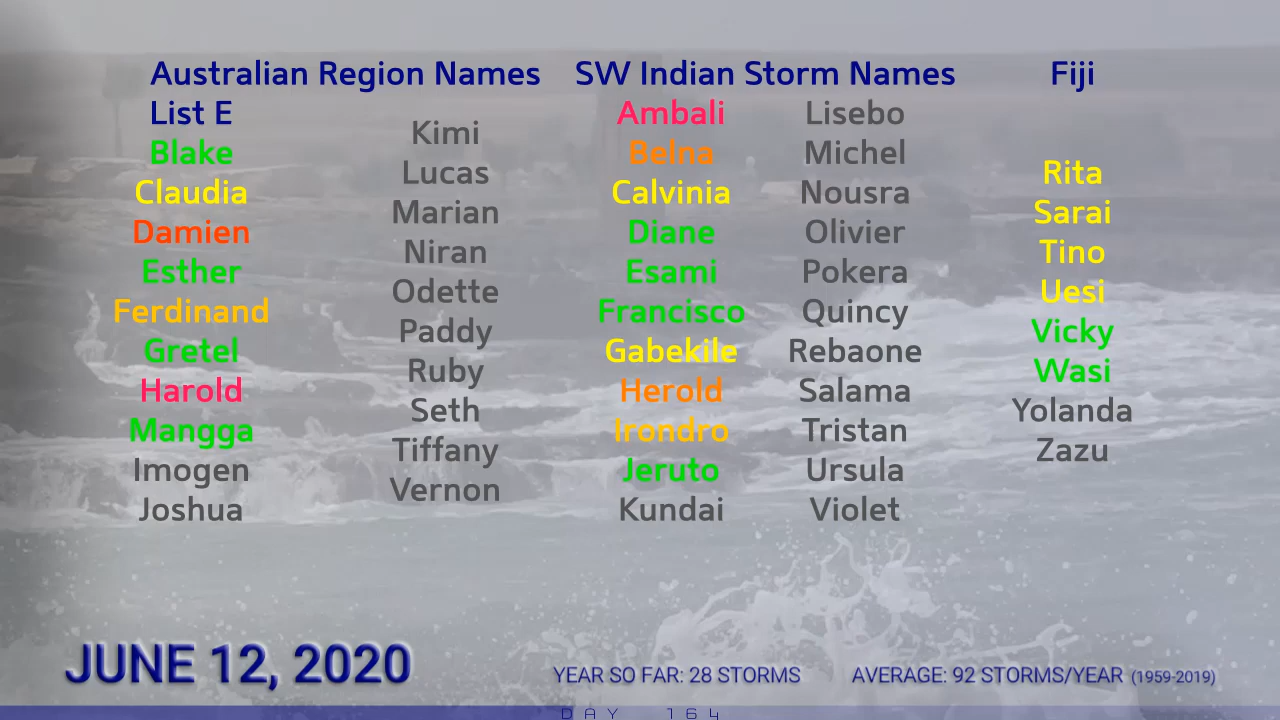 Australian Region Names
List E
Blake
Claudia
Damien
Esther
Ferdinand
Gretel
Harold
Mangga
Imogen
Joshua
Kimi
Lucas
Marian
Niran
Odette
Paddy
Ruby
Seth
Tiffany
Vernon
SW Indian Storm Names
Ambali
Belna
Calvinia
Diane
Esami
Francisco
Gabekile
Herold
Irondro
Jeruto
Kundai
Lisebo
Michel
Nousra
Olivier
Pokera
Quincy
Rebaone
Salama
Tristan
Ursula
Violet
Fiji
Rita
Sarai
Tino
Uesi
Vicky
Wasi
Yolanda
Zazu
JUNE 12, 2020
YEAR SO FAR: 28 STORMS
AVERAGE: 92 STORMS/YEAR (1959-2019)
DAY 164